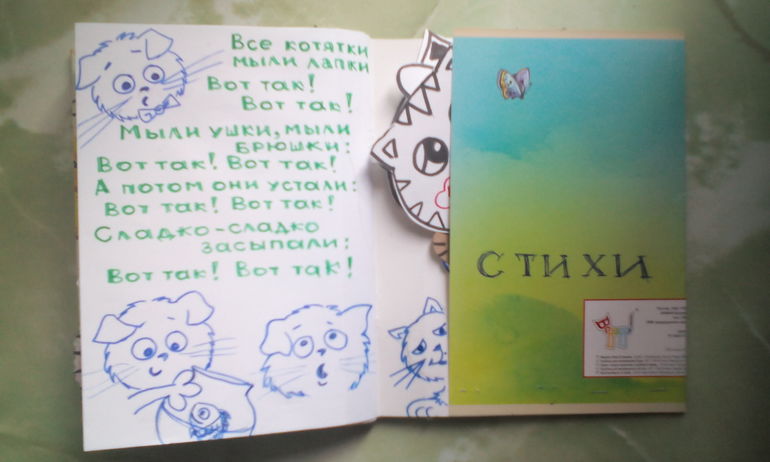 Все котятки
мыли лапки
Вот так!
Вот так!
Мыли ушки, мыли
брюшки:
Вот так! Вот так!
А потом они устали:
Вот так! Вот так!
Сладко-сладко
засыпали:
Вот так! Вот так!
СТИХИ